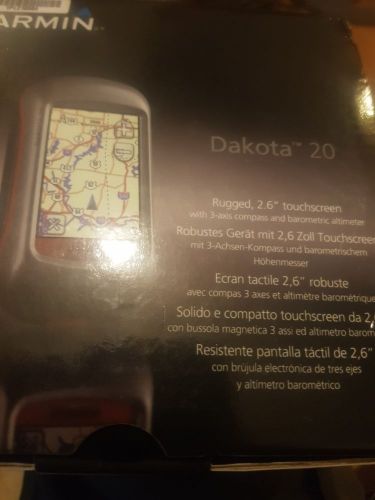 ARMIN
Dakota™ 20
Rugged, 2.6" touchscreen
with 3-axis compass and barometric altimeter
Robustes Gerät mit 2,6 Zoll Touchscreen
mit 3-Achsen-Kompass und barometrischem
Höhenmesser
Ecran tactile 2,6" robuste
avec compas 3 axes et altimètre barométrique
Solido e compatto touchscreen da 2,6
con bussola magnetica 3 assi ed altimetro barom
Resistente pantalla táctil de 2,6"
con brújula electrónica de tres ejes
y altímetro barométrico